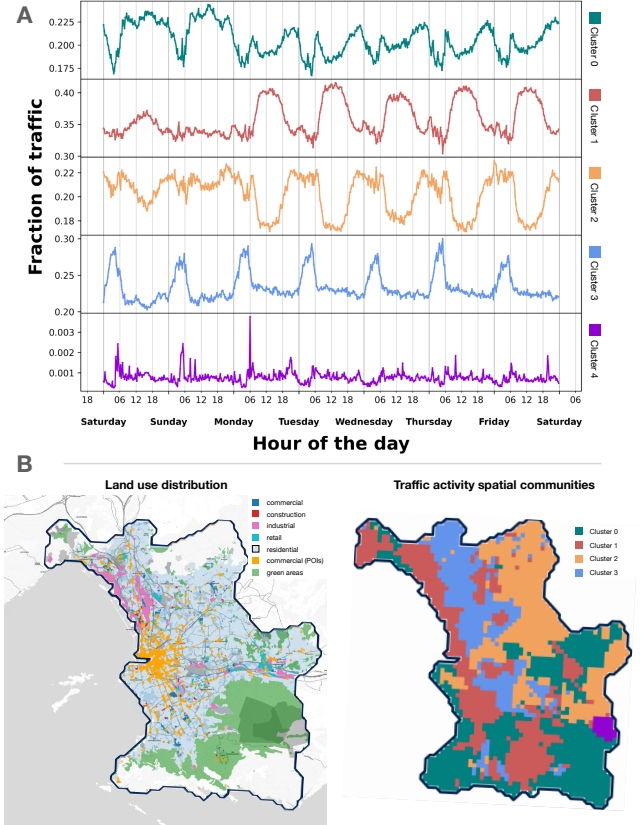 A
Fraction of traffic
0.225
0.200
0.175
Cluster 0
0.40
0.35
0.30
Cluster 1
0.22
0.20
0.18
Cluster 2
0.30
0.25
0.20
Cluster 3
0.003
0.002
0.001
Cluster 4
18 06 12 18 06 12 18 06 12 18 06 12 18 06 12 18 06 12 18 06 12 18 06
Saturday Sunday Monday Tuesday Wednesday Thursday Friday Saturday
Hour of the day
B
Land use distribution
commercial
construction
industrial
retail
residential
commercial (POIs)
green areas
Traffic activity spatial communities
Cluster 0
Cluster 1
Cluster 2
Cluster 3